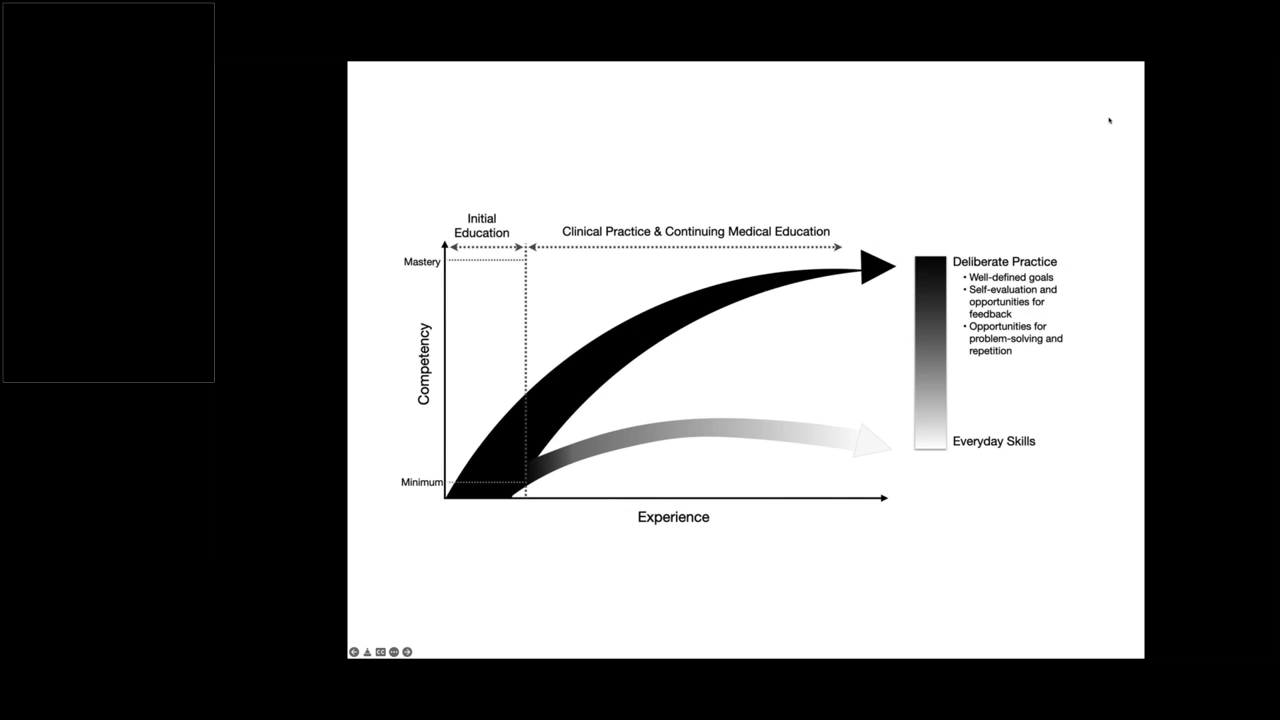 Initial
Education
Clinical Practice & Continuing Medical Education
Mastery
Competency
Minimum
Experience
Deliberate Practice
• Well-defined goals
• Self-evaluation and
opportunities for
feedback
• Opportunities for
problem-solving and
repetition
Everyday Skills
CC